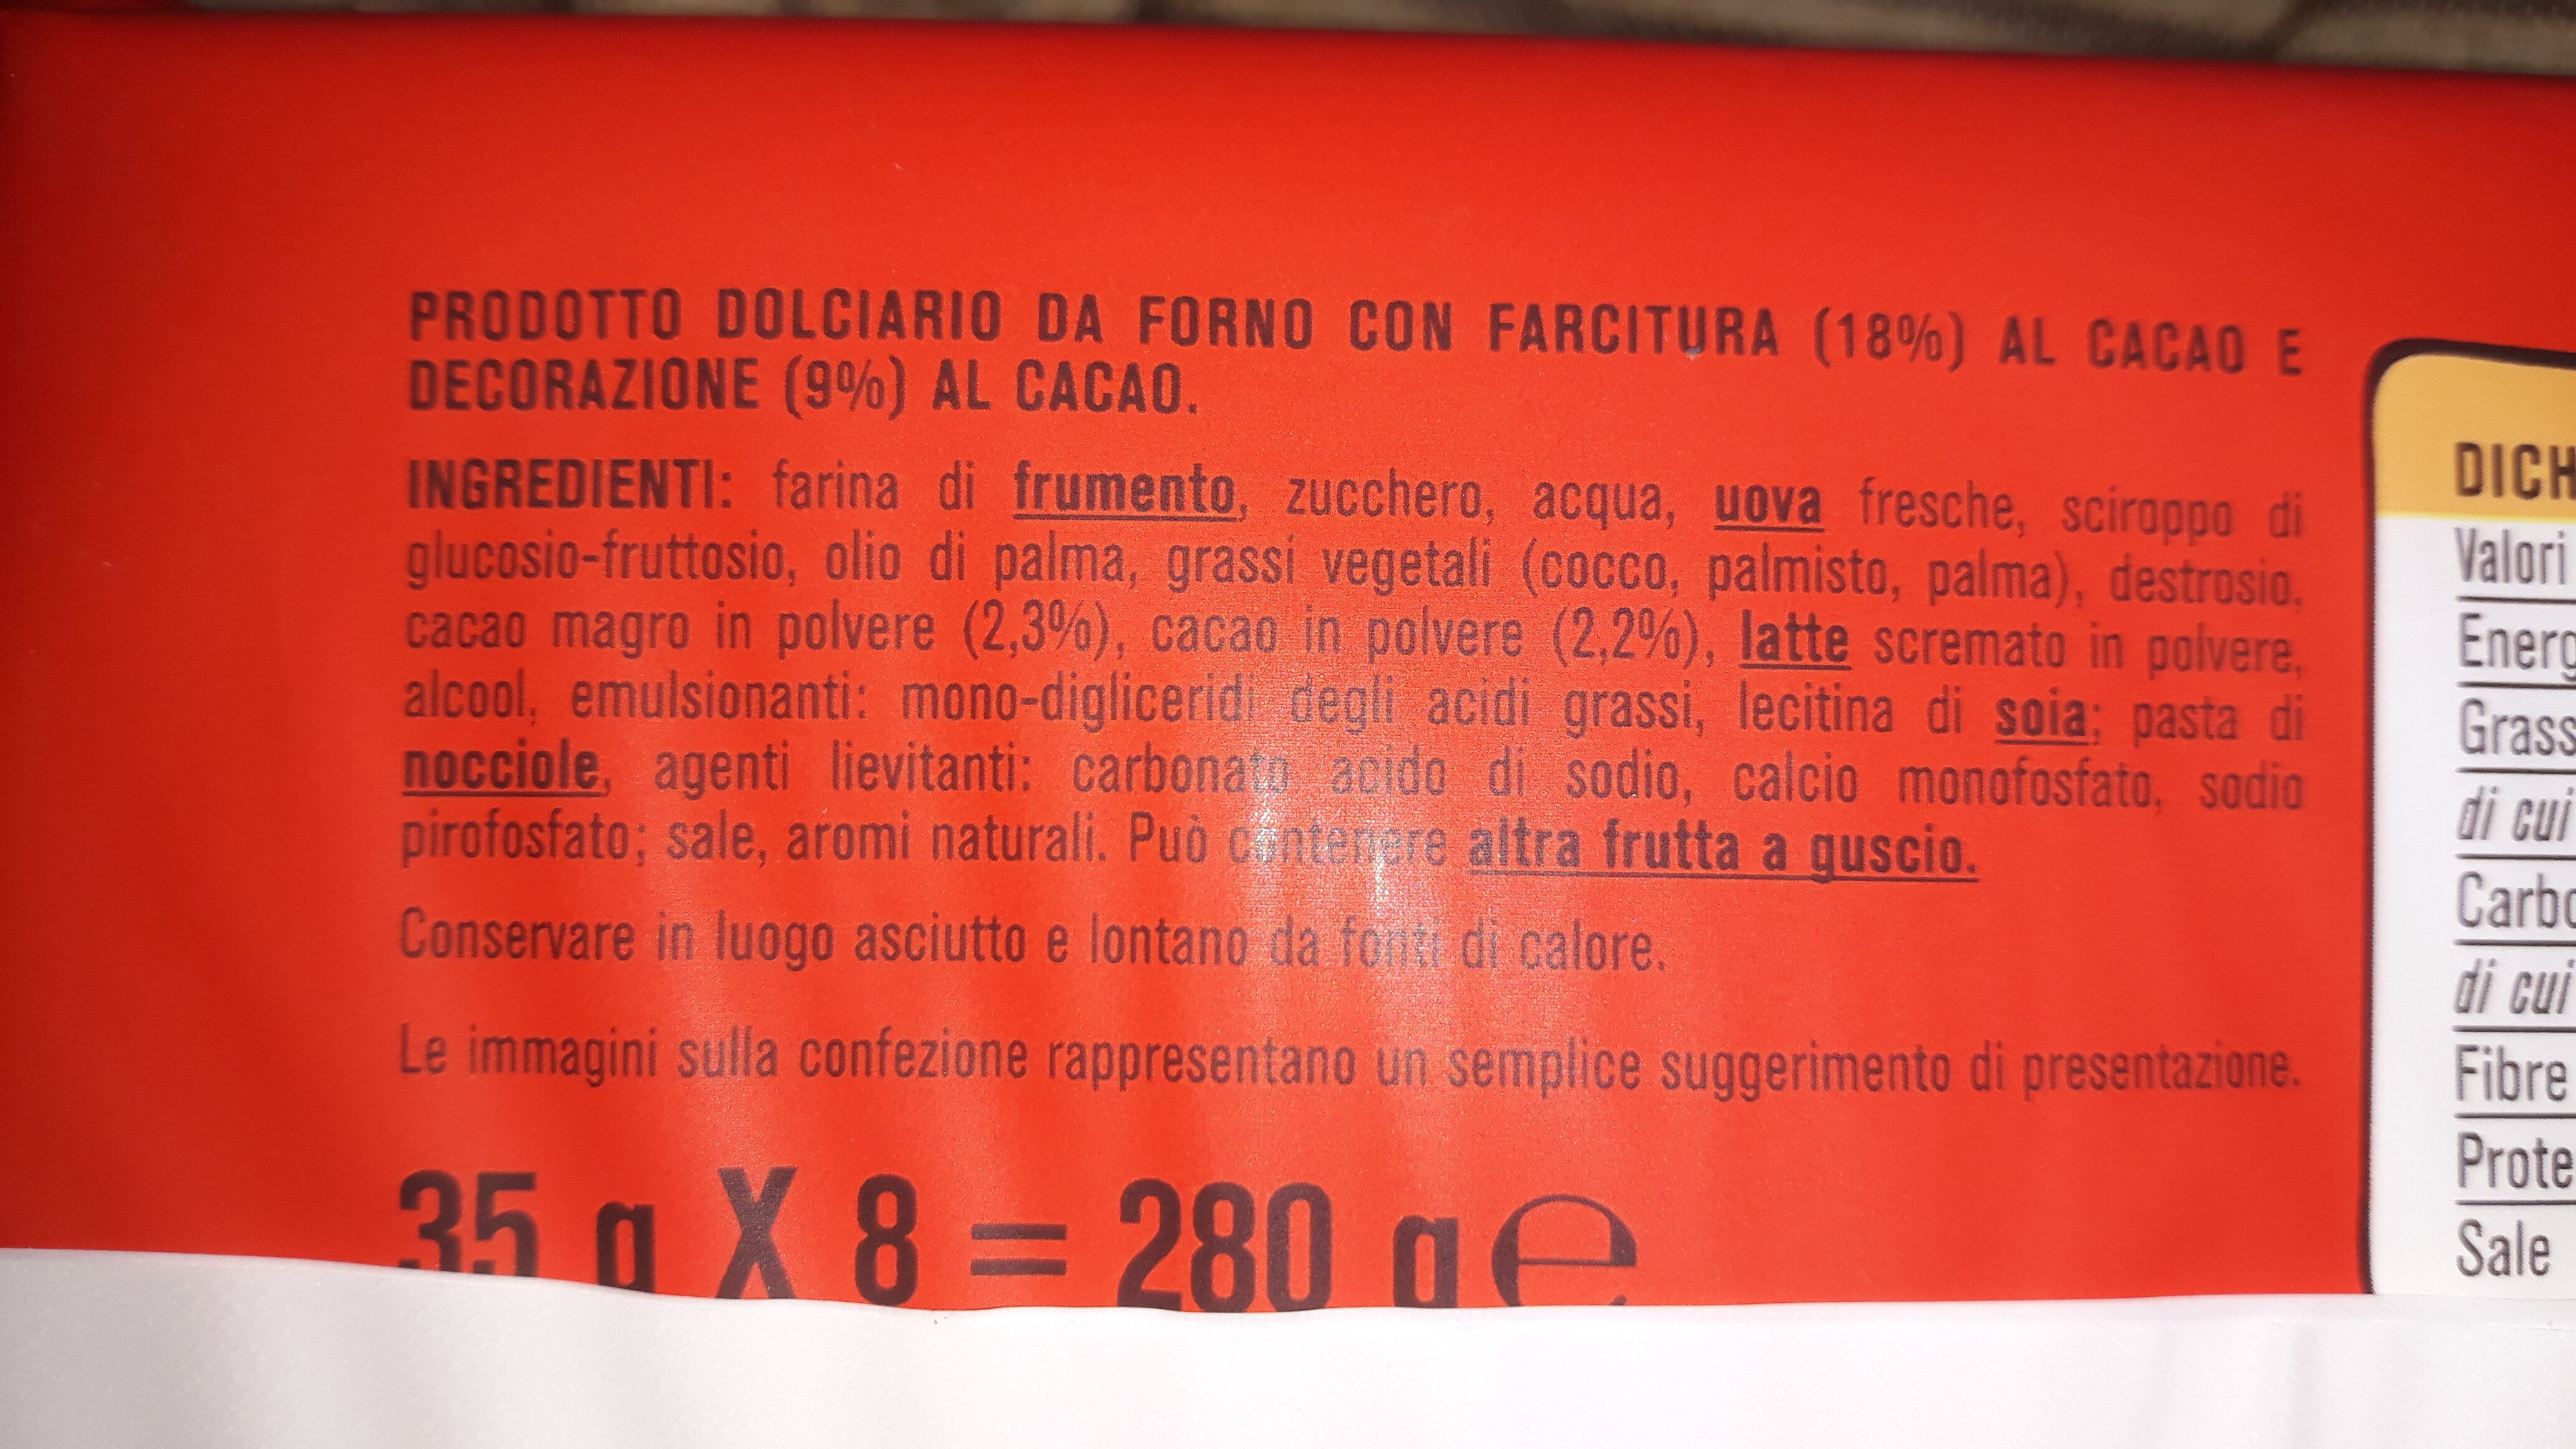 PRODOTTO DOLCIARIO DA FORNO CON FARCITURA (18%) AL CACAO E
DECORAZIONE (9%) AL CACAO.
INGREDIENTI: farina di frumento, zucchero, acqua, uova fresche, sciroppo di
glucosio-fruttosio, olio di palma, grassi vegetali (cocco, palmisto, palma), destrosio,
cacao magro in polvere (2,3%), cacao in polvere (2,2%), latte scremato in polvere,
alcool, emulsionanti: mono-digliceridi degli acidi grassi, lecitina di soia; pasta di
nocciole, agenti lievitanti: carbonato acido di sodio, calcio monofosfato, sodio
pirofosfato; sale, aromi naturali. Può contenere altra frutta a guscio.
Conservare in luogo asciutto e lontano da fonti di calore.
Le immagini sulla confezione rappresentano un semplice suggerimento di presentazione.
35 g X 8 = 280 g e
DICH
Valori
Energ
Grass
di cui
Carbo
di cui
Fibre
Prote
Sale